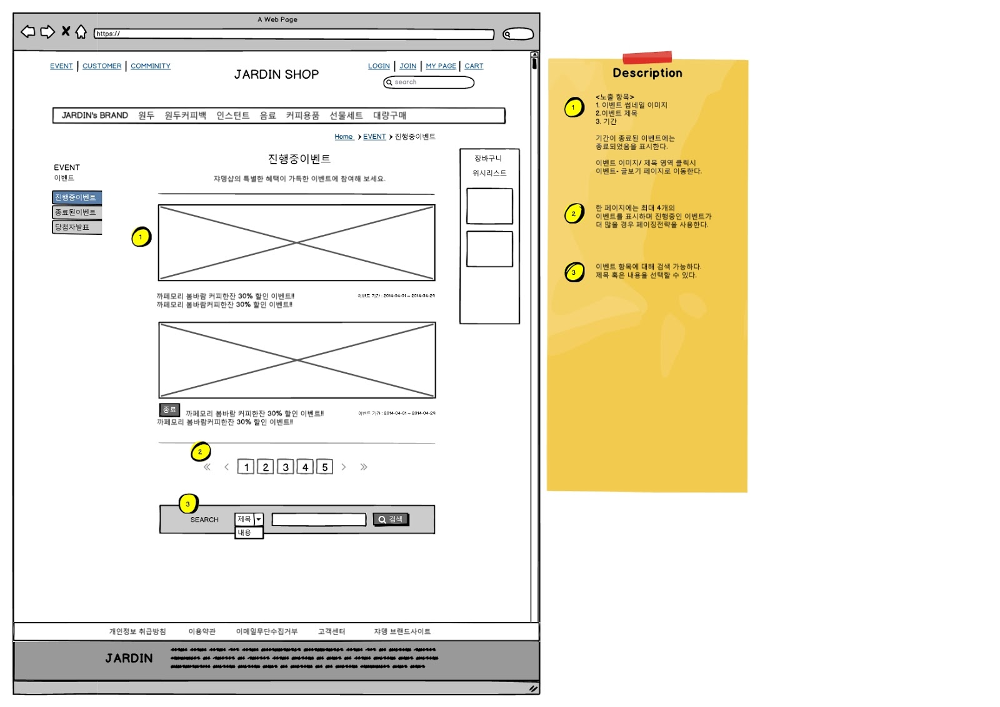 A Web Page
https://
EVENT CUSTOMER COMMINITY
JARDIN SHOP
LOGIN JOIN MY PAGE CART
search
JARDIN's BRAND 원두 원두커피백 인스턴트 음료 커피용품 선물세트 대량구매
Home EVENT 진행중이벤트
EVENT
이벤트
진행중이벤트
종료된이벤트
당첨자발표
진행중이벤트
쟈뎅샵의 특별한 혜택이 가득한 이벤트에 참여해 보세요.
1
까페모리 봄바람 커피한잔 30% 할인 이벤트!!
이벤트 기간 : 2014-04-01 ~ 2014-04-29
까페모리 봄바람커피한잔 30% 할인 이벤트!!
종료
까페모리 봄바람 커피한잔 30% 할인 이벤트!!
이벤트 기간 : 2014-04-01 ~ 2014-04-29
까페모리 봄바람커피한잔 30% 할인 이벤트!!
2
1 2 3 4 5
3
SEARCH 제목 검색
내용
장바구니
위시리스트
개인정보 취급방침 이용약관 이메일무단수집거부 고객센터 쟈뎅 브랜드사이트
JARDIN
Description
1
<노출 항목>
1. 이벤트 썸네일 이미지
2.이벤트 제목
3. 기간
기간이 종료된 이벤트에는
종료되었음을 표시한다.
이벤트 이미지/ 제목 영역 클릭시
이벤트- 글보기 페이지로 이동한다.
2
한 페이지에는 최대 4개의
이벤트를 표시하며 진행중인 이벤트가
더 많을 경우 페이징전략을 사용한다.
3
이벤트 항목에 대해 검색 가능하다.
제목 혹은 내용을 선택할 수 있다.